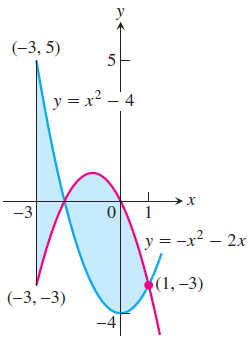 y
(−3, 5)
5
y = x² − 4
−3
0
1
x
y = −x² − 2x
(−3, −3)
(1, −3)
−4